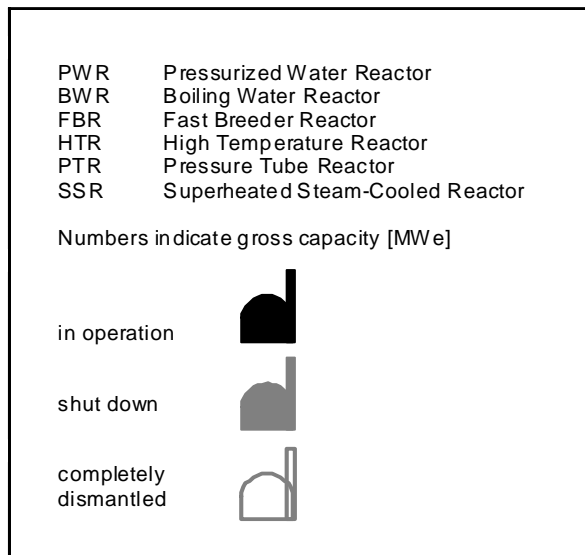 PWR Pressurized Water Reactor
BWR Boiling Water Reactor
FBR Fast Breeder Reactor
HTR High Temperature Reactor
PTR Pressure Tube Reactor
SSR Superheated Steam-Cooled Reactor
Numbers indicate gross capacity [MWe]
in operation
shut down
completely
dismantled